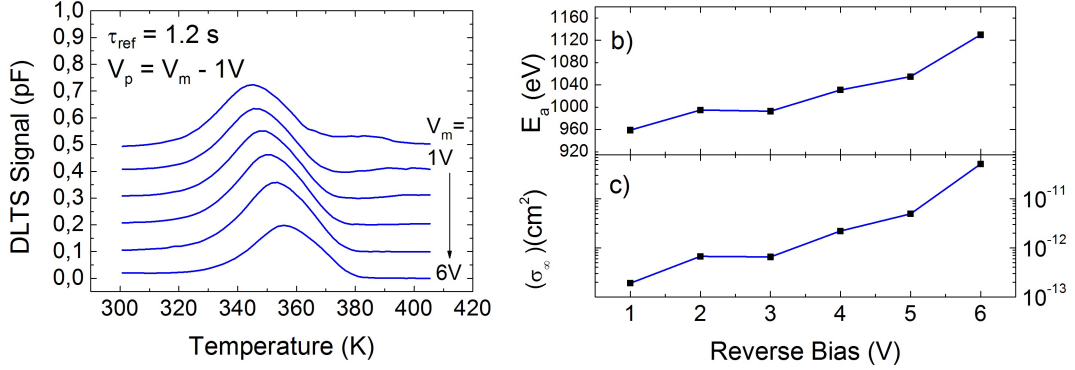 1,0
0,9
0,8
0,7
0,6
0,5
0,4
0,3
0,2
0,1
0,0
DLTS Signal (pF)
τref = 1.2 s
Vp = Vm - 1V
Vm=
1V
6V
300 320 340 360 380 400 420
Temperature (K)
b)
1160
1120
1080
1040
1000
960
920
Ea (eV)
c)
(σ∞)(cm²)
10⁻¹¹
10⁻¹²
10⁻¹³
1 2 3 4 5 6
Reverse Bias (V)